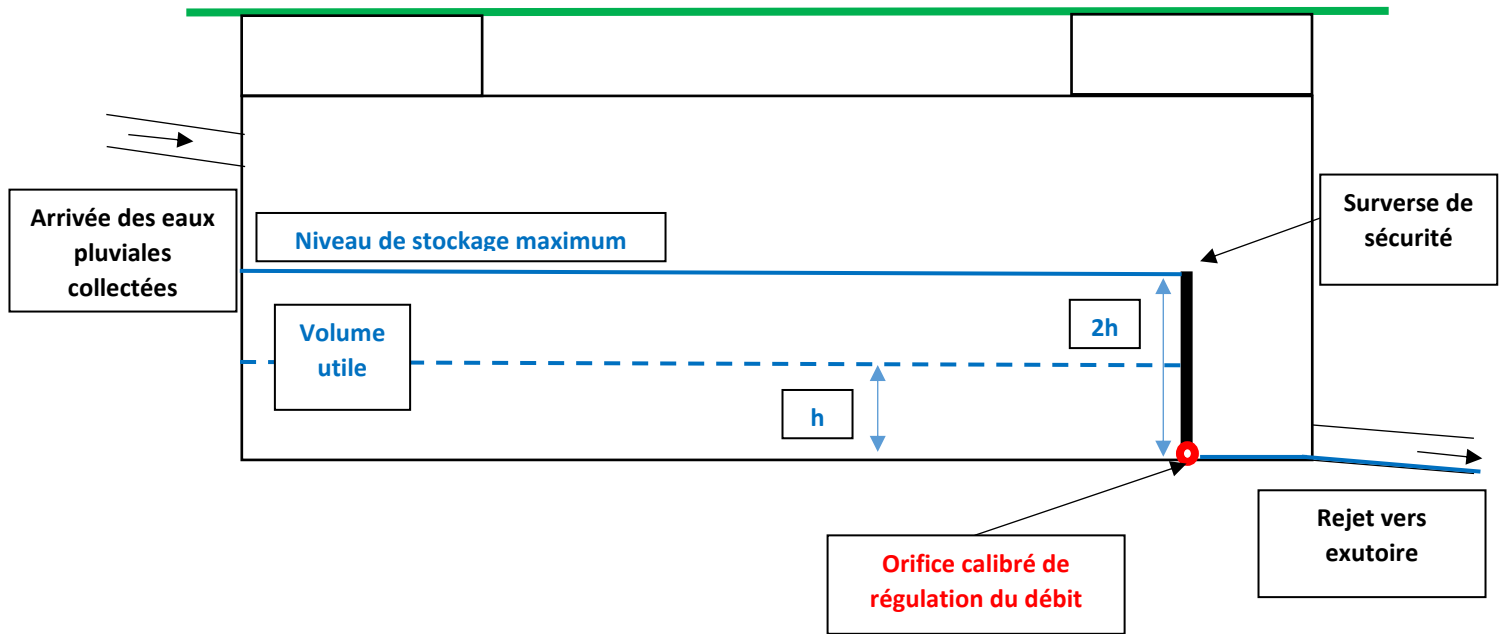 Arrivée des eaux
pluviales
collectées
Niveau de stockage maximum
Surverse de
sécurité
Volume
utile
2h
h
Orifice calibré de
régulation du débit
Rejet vers
exutoire